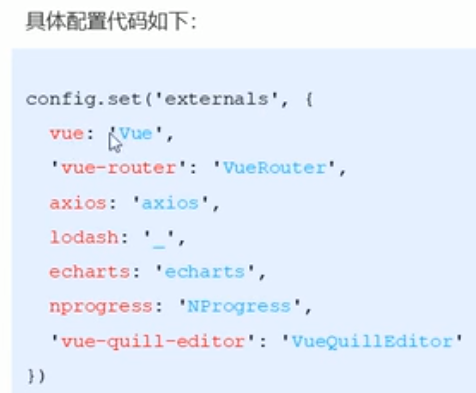 具体配置代码如下：
config.set('externals', {
vue: 'Vue',
'vue-router': 'VueRouter',
axios: 'axios',
lodash: '_',
echarts: 'echarts',
nprogress: 'NProgress',
'vue-quill-editor': 'VueQuillEditor'
})